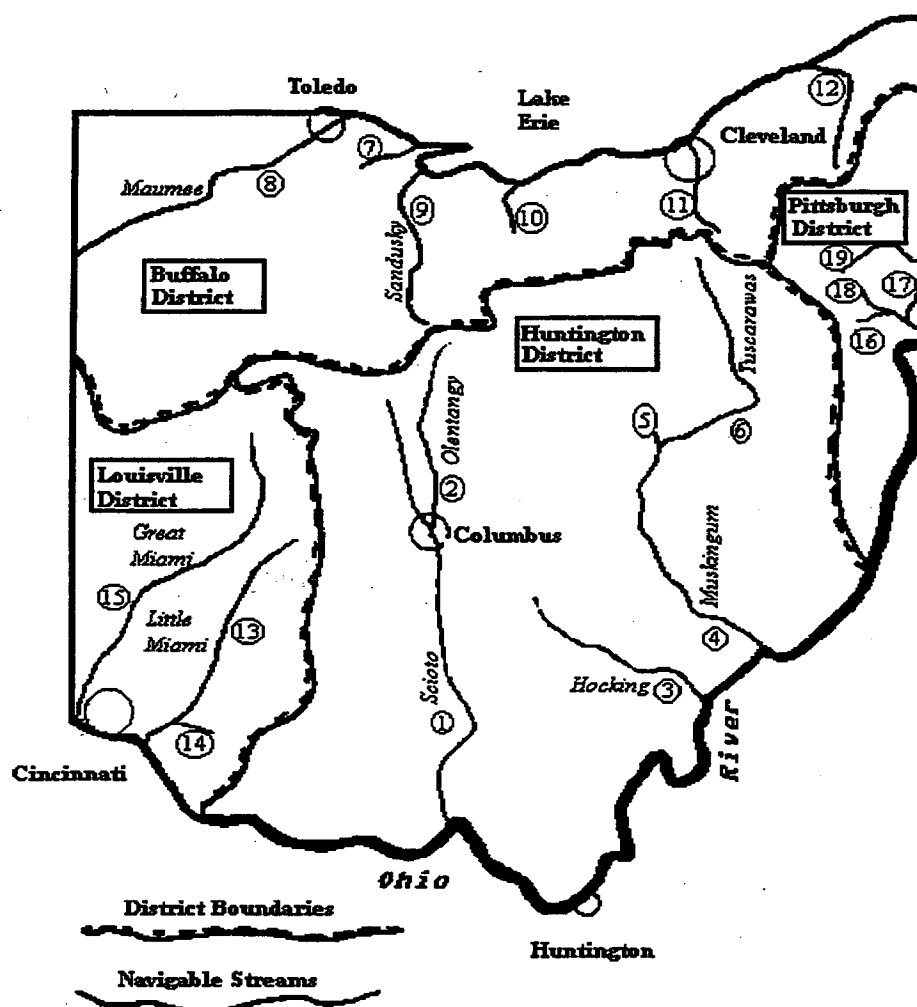 Toledo
Lake
Erie
12
Cleveland
7
Maumee
8
9
10
11
Pittsburgh
District
19
Buffalo
District
Sandusky
18
17
Huntington
District
Tuscarawas
16
Olentangy
5
6
Louisville
District
2
Great
Miami
Columbus
15
Little
Miami
13
Muskingum
4
Scioto
Hocking
3
1
14
River
Cincinnati
Ohio
District Boundaries
Huntington
Navigable Streams